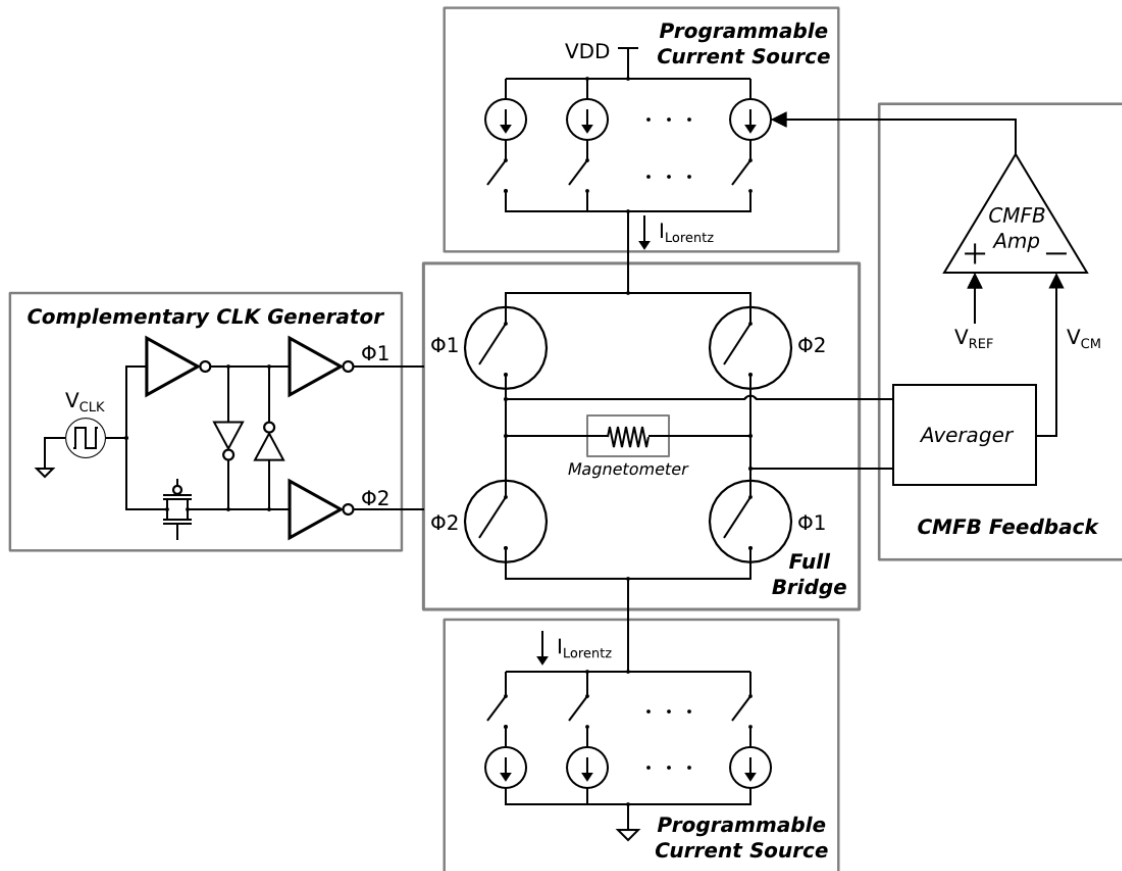 Programmable
Current Source
VDD
. . .
. . .
I_Lorentz
CMFB
Amp
+
−
V_REF
V_CM
Complementary CLK Generator
V_CLK
Φ1
Φ2
Φ1
Φ2
Magnetometer
Φ2
Φ1
Full
Bridge
Averager
CMFB Feedback
I_Lorentz
. . .
. . .
Programmable
Current Source